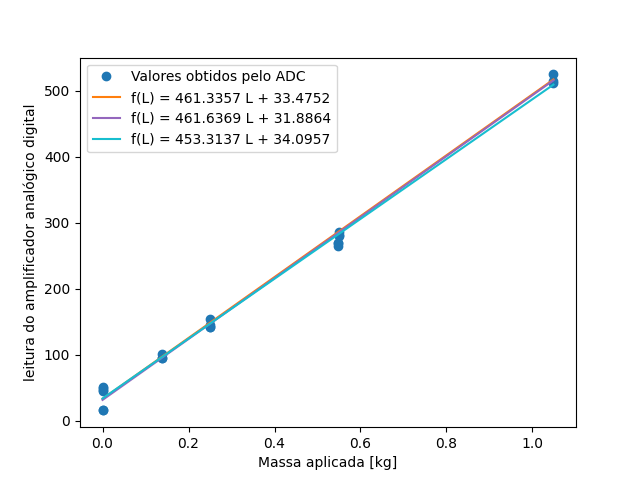 Valores obtidos pelo ADC
f(L) = 461.3357 L + 33.4752
f(L) = 461.6369 L + 31.8864
f(L) = 453.3137 L + 34.0957
500
400
300
200
100
0
leitura do amplificador analógico digital
0.0 0.2 0.4 0.6 0.8 1.0
Massa aplicada [kg]